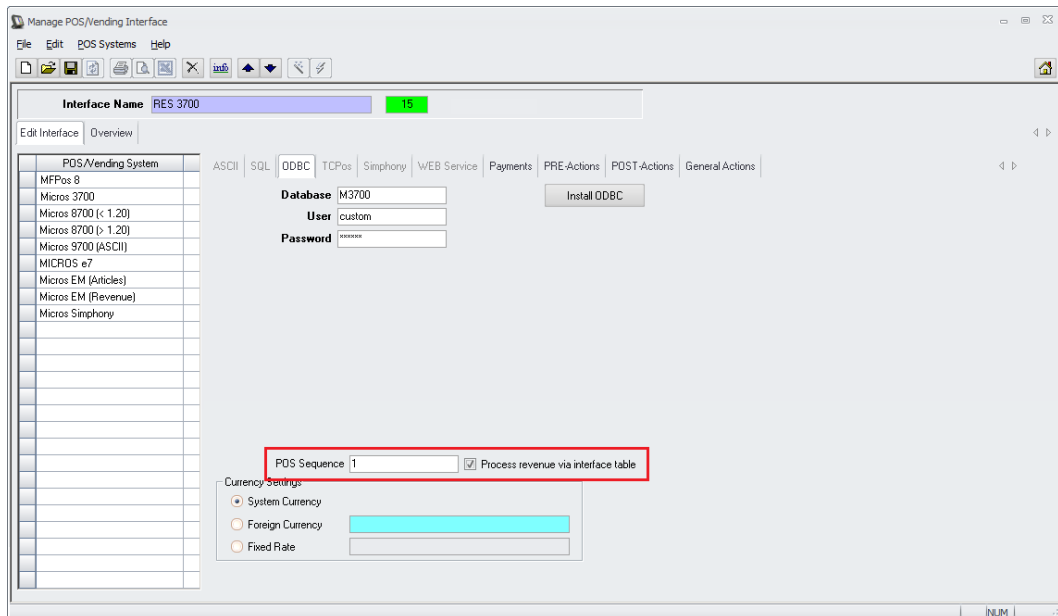 Manage POS/Vending Interface
File Edit POS Systems Help
info
Interface Name RES 3700 15
Edit Interface Overview
POS/Vending System
MFPos 8
Micros 3700
Micros 8700 (< 1.20)
Micros 8700 (> 1.20)
Micros 9700 (ASCII)
MICROS e7
Micros EM (Articles)
Micros EM (Revenue)
Micros Simphony
ASCII SQL ODBC TCPos Simphony WEB Service Payments PRE-Actions POST-Actions General Actions
Database M3700 Install ODBC
User custom
Password ******
POS Sequence 1 Process revenue via interface table
Currency Settings
System Currency
Foreign Currency
Fixed Rate
NUM